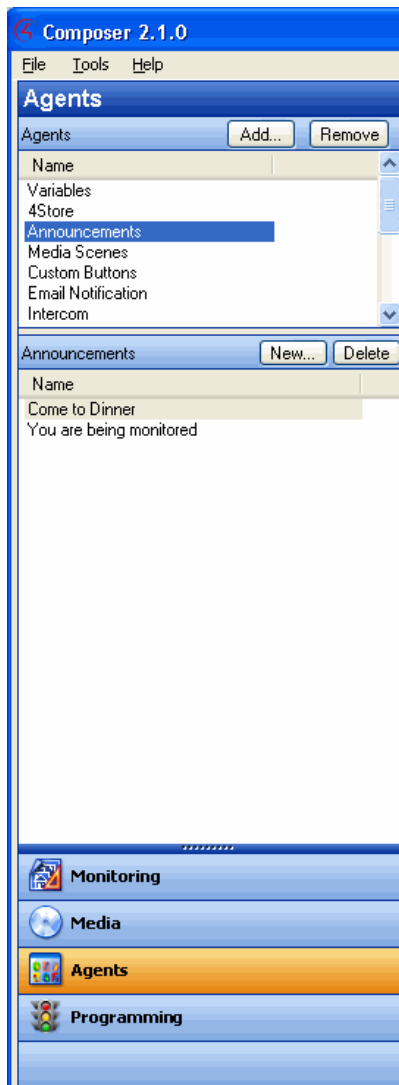 Composer 2.1.0
File Tools Help
Agents
Agents Add... Remove
Name
Variables
4Store
Announcements
Media Scenes
Custom Buttons
Email Notification
Intercom
Announcements New... Delete
Name
Come to Dinner
You are being monitored
Monitoring
Media
Agents
Programming